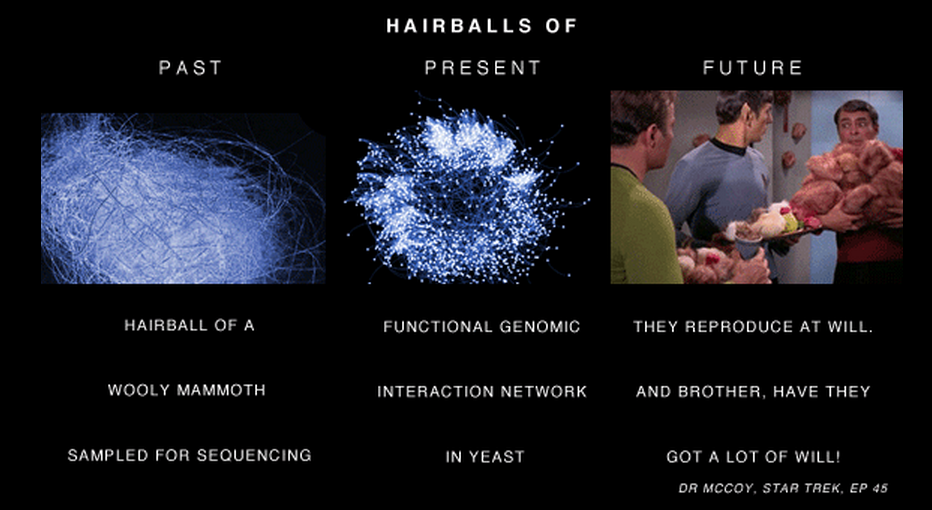 HAIRBALLS OF
PAST
PRESENT
FUTURE
HAIRBALL OF A
WOOLY MAMMOTH
SAMPLED FOR SEQUENCING
FUNCTIONAL GENOMIC
INTERACTION NETWORK
IN YEAST
THEY REPRODUCE AT WILL.
AND BROTHER, HAVE THEY
GOT A LOT OF WILL!
DR MCCOY, STAR TREK, EP 45